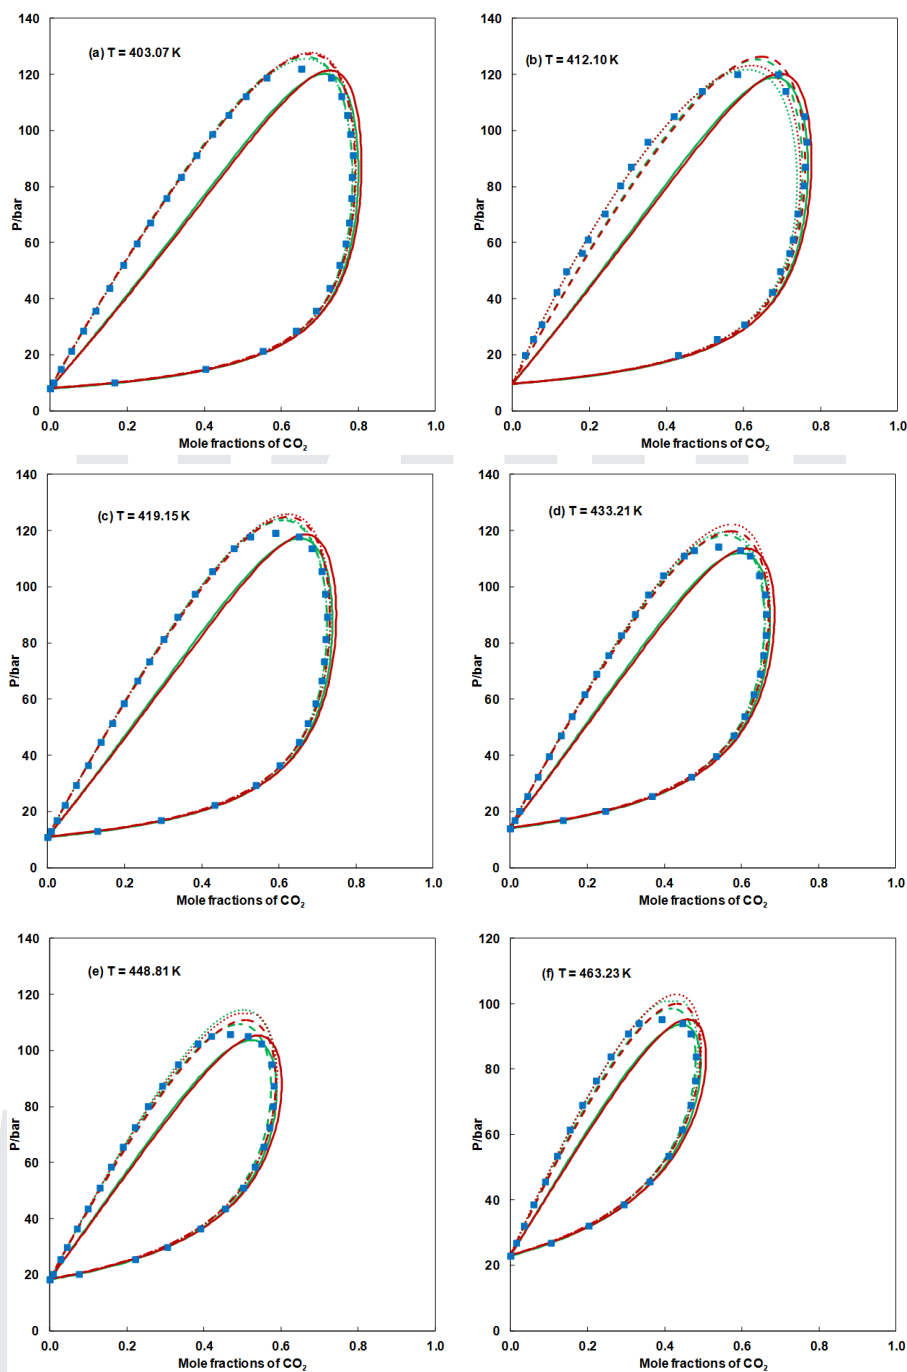 140
120
100
80
60
40
20
0
P/bar
(a) T = 403.07 K
0.0 0.2 0.4 0.6 0.8 1.0
Mole fractions of CO₂
140
120
100
80
60
40
20
0
P/bar
(b) T = 412.10 K
0.0 0.2 0.4 0.6 0.8 1.0
Mole fractions of CO₂
140
120
100
80
60
40
20
0
P/bar
(c) T = 419.15 K
0.0 0.2 0.4 0.6 0.8 1.0
Mole fractions of CO₂
140
120
100
80
60
40
20
0
P/bar
(d) T = 433.21 K
0.0 0.2 0.4 0.6 0.8 1.0
Mole fractions of CO₂
140
120
100
80
60
40
20
0
P/bar
(e) T = 448.81 K
0.0 0.2 0.4 0.6 0.8 1.0
Mole fractions of CO₂
120
100
80
60
40
20
0
P/bar
(f) T = 463.23 K
0.0 0.2 0.4 0.6 0.8 1.0
Mole fractions of CO₂